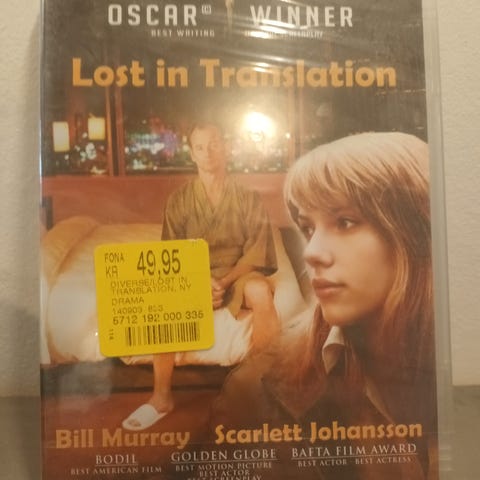 OSCAR® WINNER
BEST WRITING
Lost in Translation
FONA
KR 49.95
DIVERSE/LOST IN
TRANSLATION, NY
DRAMA
5712 192 000 335
Bill Murray Scarlett Johansson
BODIL GOLDEN GLOBE BAFTA FILM AWARD
BEST AMERICAN FILM BEST MOTION PICTURE BEST ACTOR BEST ACTRESS
BEST ACTOR
BEST SCREENPLAY